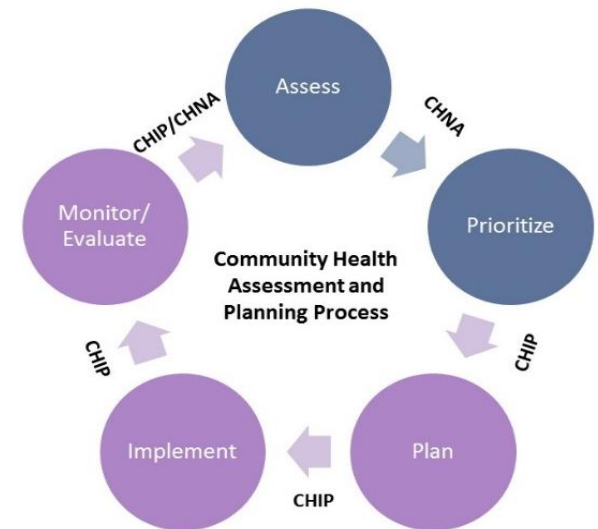 Assess
CHIP/CHNA
CHNA
Monitor/
Evaluate
Prioritize
Community Health
Assessment and
Planning Process
CHIP
CHIP
Implement
Plan
CHIP